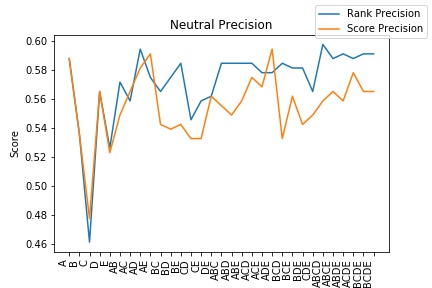 Neutral Precision
Rank Precision
Score Precision
Score
0.60
0.58
0.56
0.54
0.52
0.50
0.48
0.46
A
B
C
D
E
AB
AC
AD
AE
BC
BD
BE
CD
CE
DE
ABC
ABD
ABE
ACD
ACE
ADE
BCD
BCE
BDE
CDE
ABCD
ABCE
ABDE
ACDE
BCDE
ABCDE